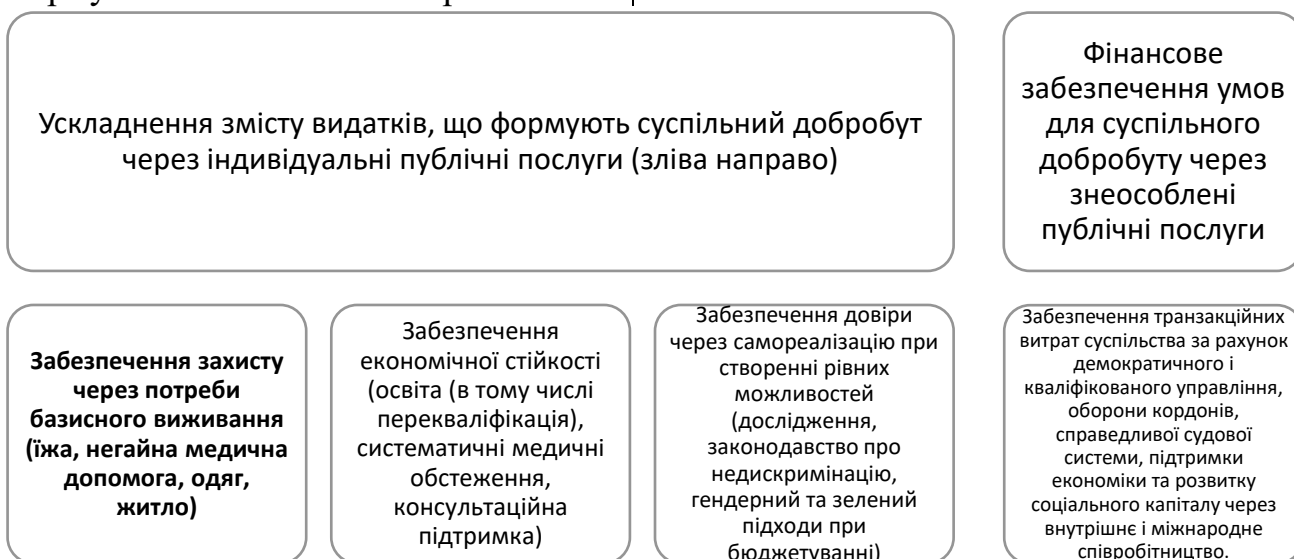 Ускладнення змісту видатків, що формують суспільний добробут
через індивідуальні публічні послуги (зліва направо)
Фінансове
забезпечення умов
для суспільного
добробуту через
знеособлені
публічні послуги
Забезпечення захисту
через потреби
базисного виживання
(їжа, негайна медична
допомога, одяг,
житло)
Забезпечення
економічної стійкості
(освіта (в тому числі
перекваліфікація),
систематичні медичні
обстеження,
консультаційна
підтримка)
Забезпечення довіри
через самореалізацію при
створенні рівних
можливостей
(дослідження,
законодавство про
недискримінацію,
гендерний та зелений
підходи при
бюджетуванні)
Забезпечення транзакційних
витрат суспільства за рахунок
демократичного і
кваліфікованого управління,
оборони кордонів,
справедливої судової
системи, підтримки
економіки та розвитку
соціального капіталу через
внутрішнє і міжнародне
співробітництво.